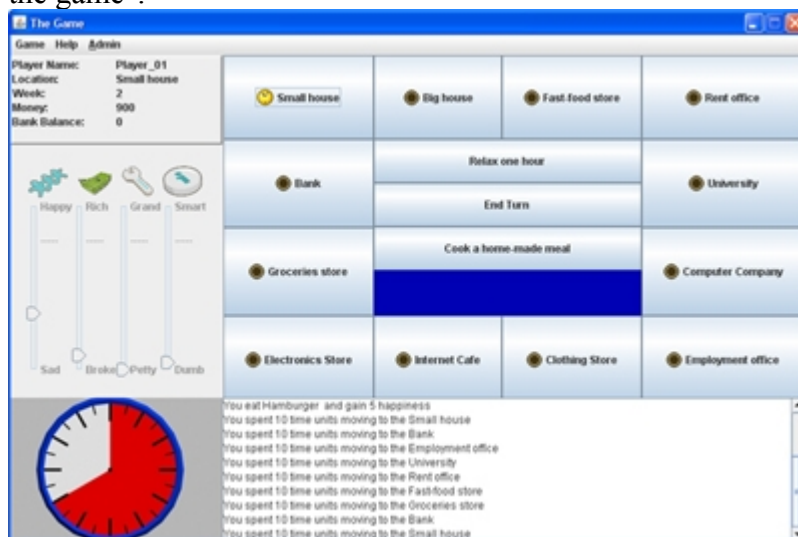 the game".
The Game
Game Help Admin
Player Name: Player_01
Location: Small house
Week: 2
Money: 900
Bank Balance: 0
Small house
Big house
Fast-food store
Rent office
Bank
Relax one hour
End Turn
University
Happy Rich Grand Smart
Groceries store
Cook a home-made meal
Computer Company
Sad Broke Petty Dumb
Electronics Store
Internet Cafe
Clothing Store
Employment office
You eat Hamburger and gain 5 happiness
You spent 10 time units moving to the Small house
You spent 10 time units moving to the Bank
You spent 10 time units moving to the Employment office
You spent 10 time units moving to the University
You spent 10 time units moving to the Rent office
You spent 10 time units moving to the Fast-food store
You spent 10 time units moving to the Groceries store
You spent 10 time units moving to the Bank
You spent 10 time units moving to the Small house